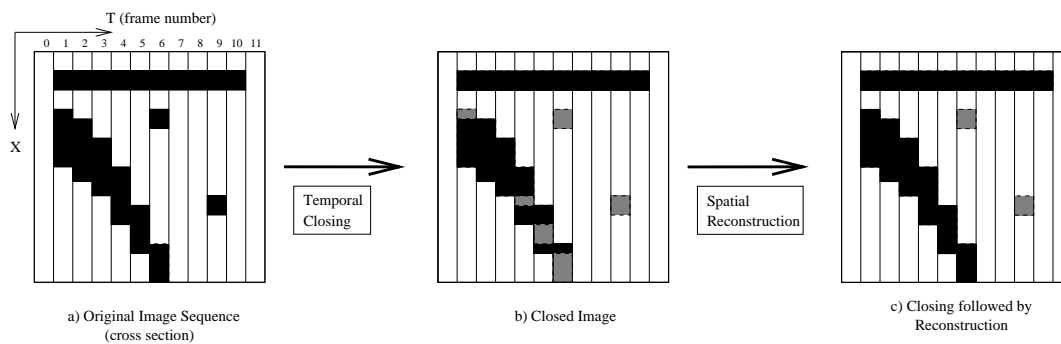 T (frame number)
0 1 2 3 4 5 6 7 8 9 10 11
X
Temporal
Closing
Spatial
Reconstruction
a) Original Image Sequence
(cross section)
b) Closed Image
c) Closing followed by
Reconstruction